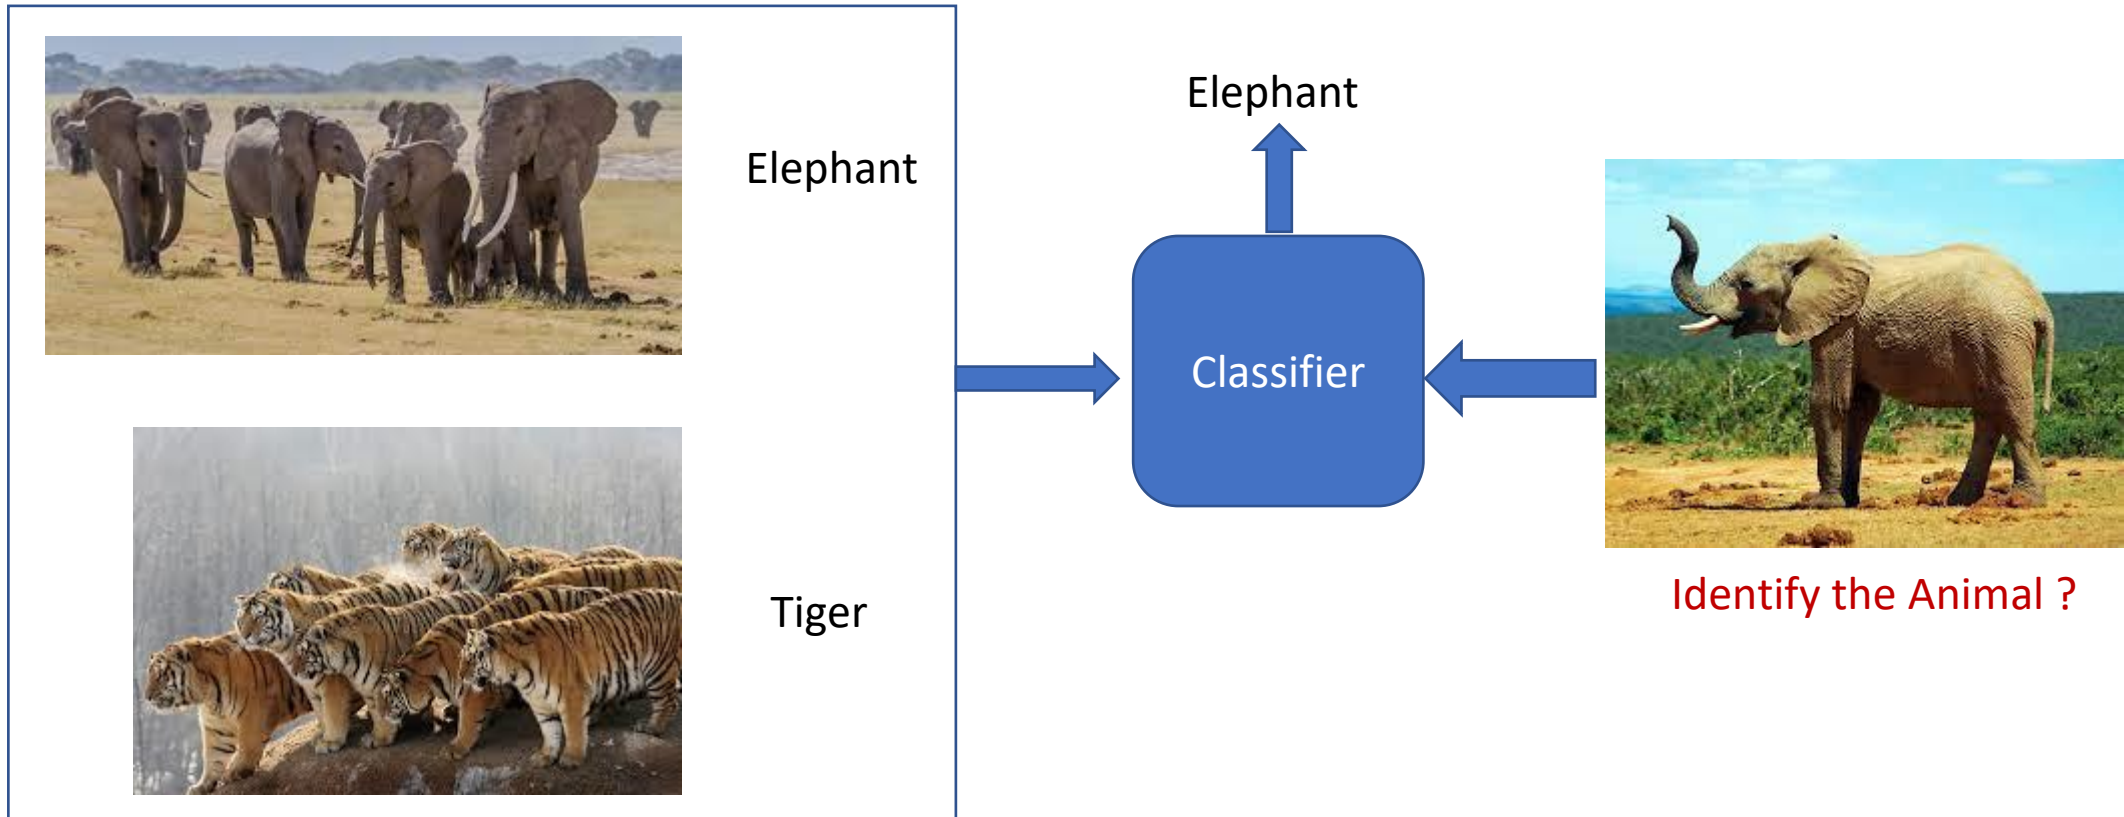 Elephant
Tiger
Elephant
Classifier
Identify the Animal ?